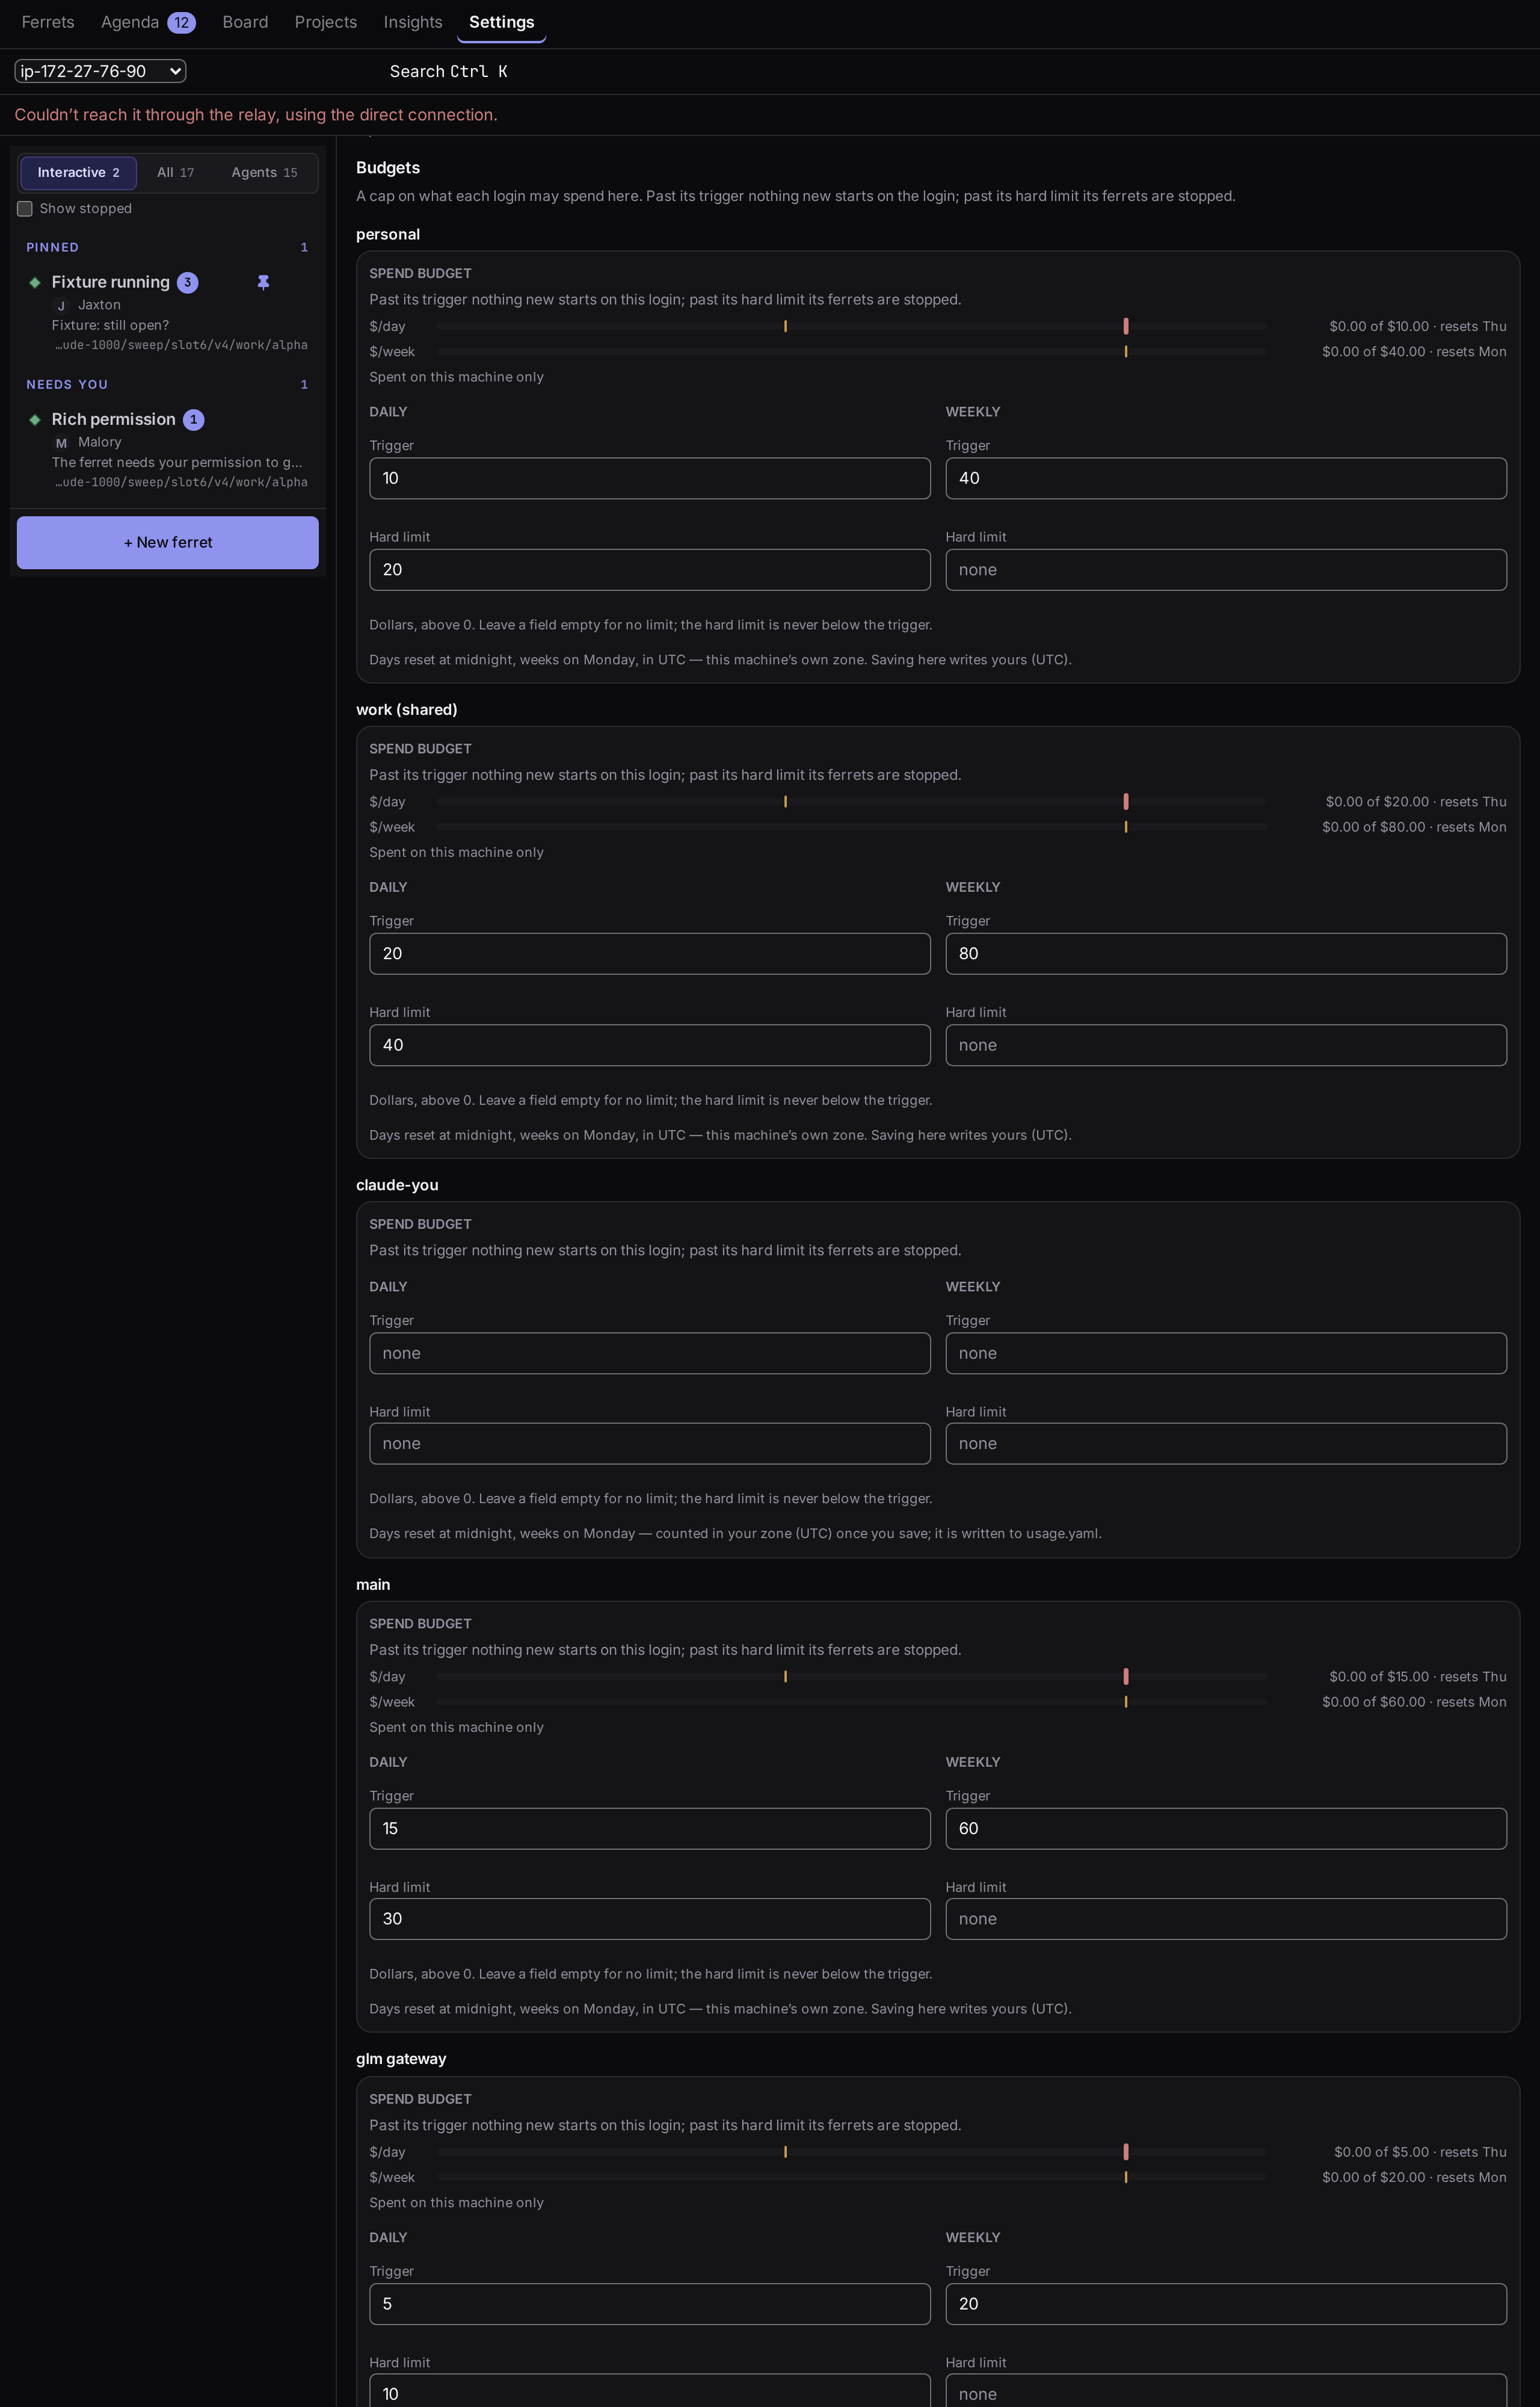 Ferrets Agenda 12 Board Projects Insights Settings
ip-172-27-76-90 Search Ctrl K
Couldn’t reach it through the relay, using the direct connection.
Interactive 2 All 17 Agents 15
Show stopped
PINNED 1
Fixture running 3
J Jaxton
Fixture: still open?
…ude-1000/sweep/slot6/v4/work/alpha
NEEDS YOU 1
Rich permission 1
M Malory
The ferret needs your permission to g…
…ude-1000/sweep/slot6/v4/work/alpha
+ New ferret
Budgets
A cap on what each login may spend here. Past its trigger nothing new starts on the login; past its hard limit its ferrets are stopped.
personal
SPEND BUDGET
Past its trigger nothing new starts on this login; past its hard limit its ferrets are stopped.
$/day $0.00 of $10.00 · resets Thu
$/week $0.00 of $40.00 · resets Mon
Spent on this machine only
DAILY WEEKLY
Trigger Trigger
10 40
Hard limit Hard limit
20 none
Dollars, above 0. Leave a field empty for no limit; the hard limit is never below the trigger.
Days reset at midnight, weeks on Monday, in UTC — this machine’s own zone. Saving here writes yours (UTC).
work (shared)
SPEND BUDGET
Past its trigger nothing new starts on this login; past its hard limit its ferrets are stopped.
$/day $0.00 of $20.00 · resets Thu
$/week $0.00 of $80.00 · resets Mon
Spent on this machine only
DAILY WEEKLY
Trigger Trigger
20 80
Hard limit Hard limit
40 none
Dollars, above 0. Leave a field empty for no limit; the hard limit is never below the trigger.
Days reset at midnight, weeks on Monday, in UTC — this machine’s own zone. Saving here writes yours (UTC).
claude-you
SPEND BUDGET
Past its trigger nothing new starts on this login; past its hard limit its ferrets are stopped.
DAILY WEEKLY
Trigger Trigger
none none
Hard limit Hard limit
none none
Dollars, above 0. Leave a field empty for no limit; the hard limit is never below the trigger.
Days reset at midnight, weeks on Monday — counted in your zone (UTC) once you save; it is written to usage.yaml.
main
SPEND BUDGET
Past its trigger nothing new starts on this login; past its hard limit its ferrets are stopped.
$/day $0.00 of $15.00 · resets Thu
$/week $0.00 of $60.00 · resets Mon
Spent on this machine only
DAILY WEEKLY
Trigger Trigger
15 60
Hard limit Hard limit
30 none
Dollars, above 0. Leave a field empty for no limit; the hard limit is never below the trigger.
Days reset at midnight, weeks on Monday, in UTC — this machine’s own zone. Saving here writes yours (UTC).
glm gateway
SPEND BUDGET
Past its trigger nothing new starts on this login; past its hard limit its ferrets are stopped.
$/day $0.00 of $5.00 · resets Thu
$/week $0.00 of $20.00 · resets Mon
Spent on this machine only
DAILY WEEKLY
Trigger Trigger
5 20
Hard limit Hard limit
10 none